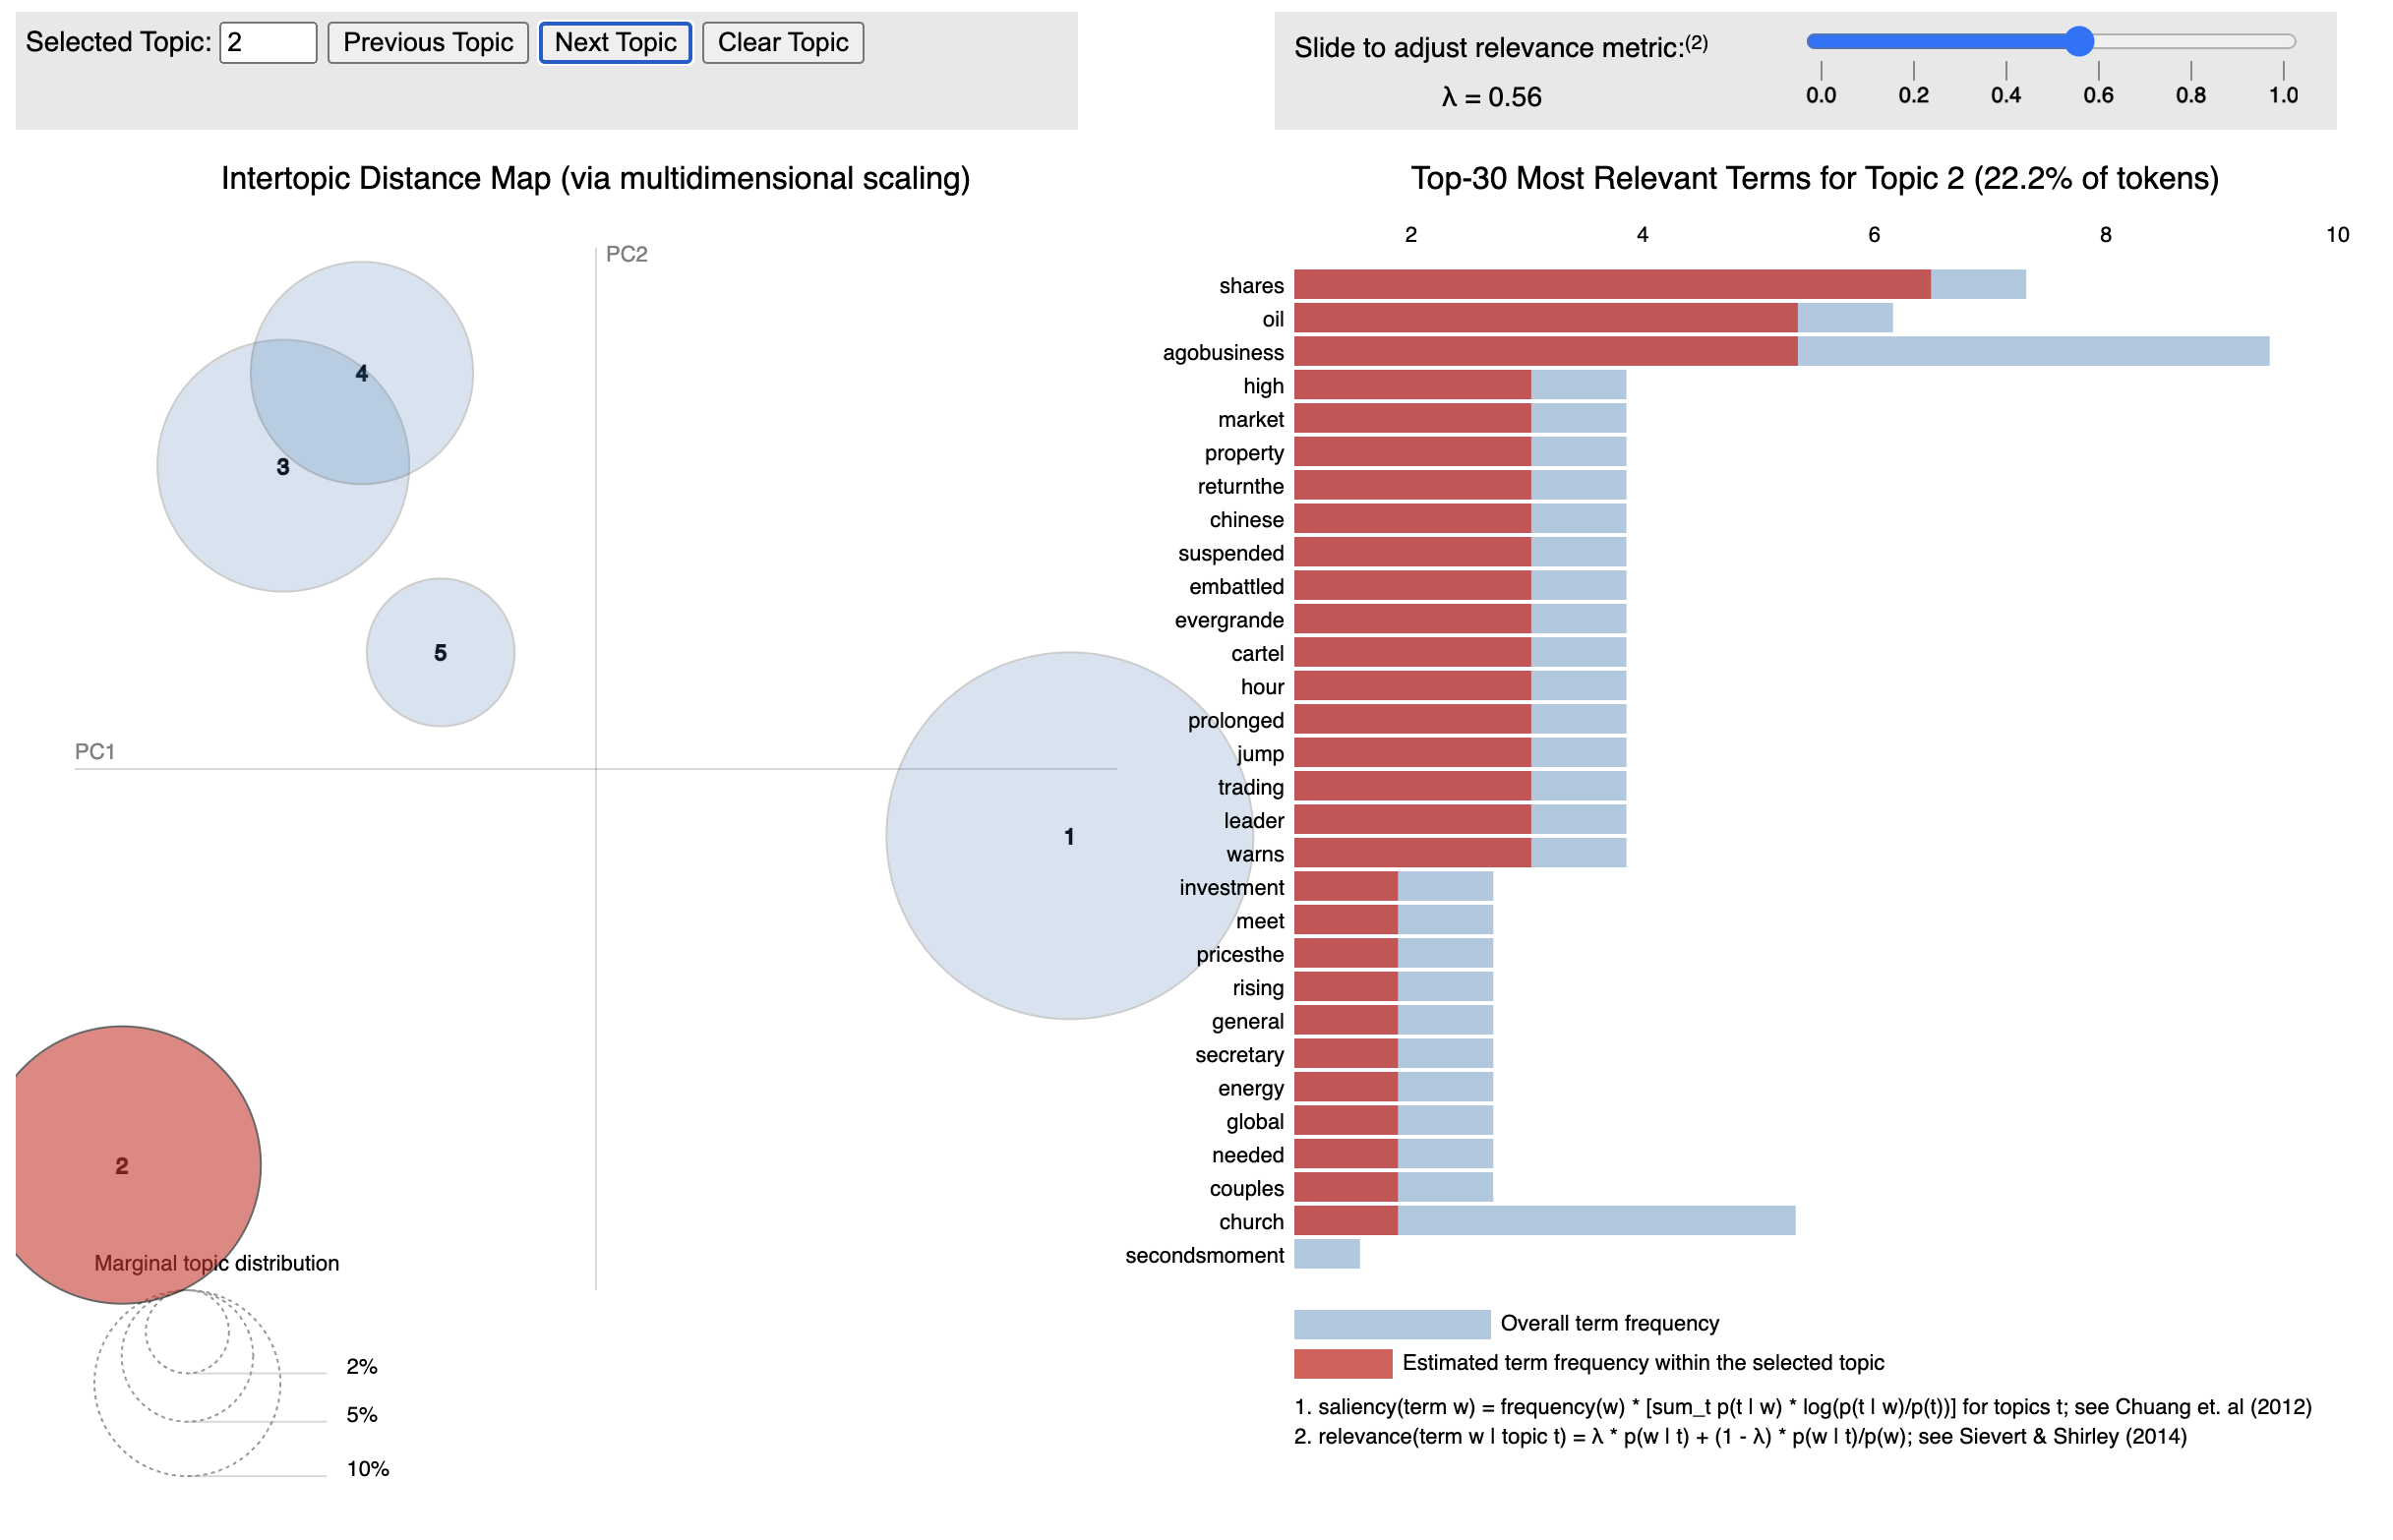 Selected Topic: 2 Previous Topic Next Topic Clear Topic
Slide to adjust relevance metric:(2)
λ = 0.56
0.0 0.2 0.4 0.6 0.8 1.0
Intertopic Distance Map (via multidimensional scaling)
PC2
4
3
5
PC1
1
2
Marginal topic distribution
2%
5%
10%
Top-30 Most Relevant Terms for Topic 2 (22.2% of tokens)
2 4 6 8 10
shares
oil
agobusiness
high
market
property
returnthe
chinese
suspended
embattled
evergrande
cartel
hour
prolonged
jump
trading
leader
warns
investment
meet
pricesthe
rising
general
secretary
energy
global
needed
couples
church
secondsmoment
Overall term frequency
Estimated term frequency within the selected topic
1. saliency(term w) = frequency(w) * [sum_t p(t | w) * log(p(t | w)/p(t))] for topics t; see Chuang et. al (2012)
2. relevance(term w | topic t) = λ * p(w | t) + (1 - λ) * p(w | t)/p(w); see Sievert & Shirley (2014)